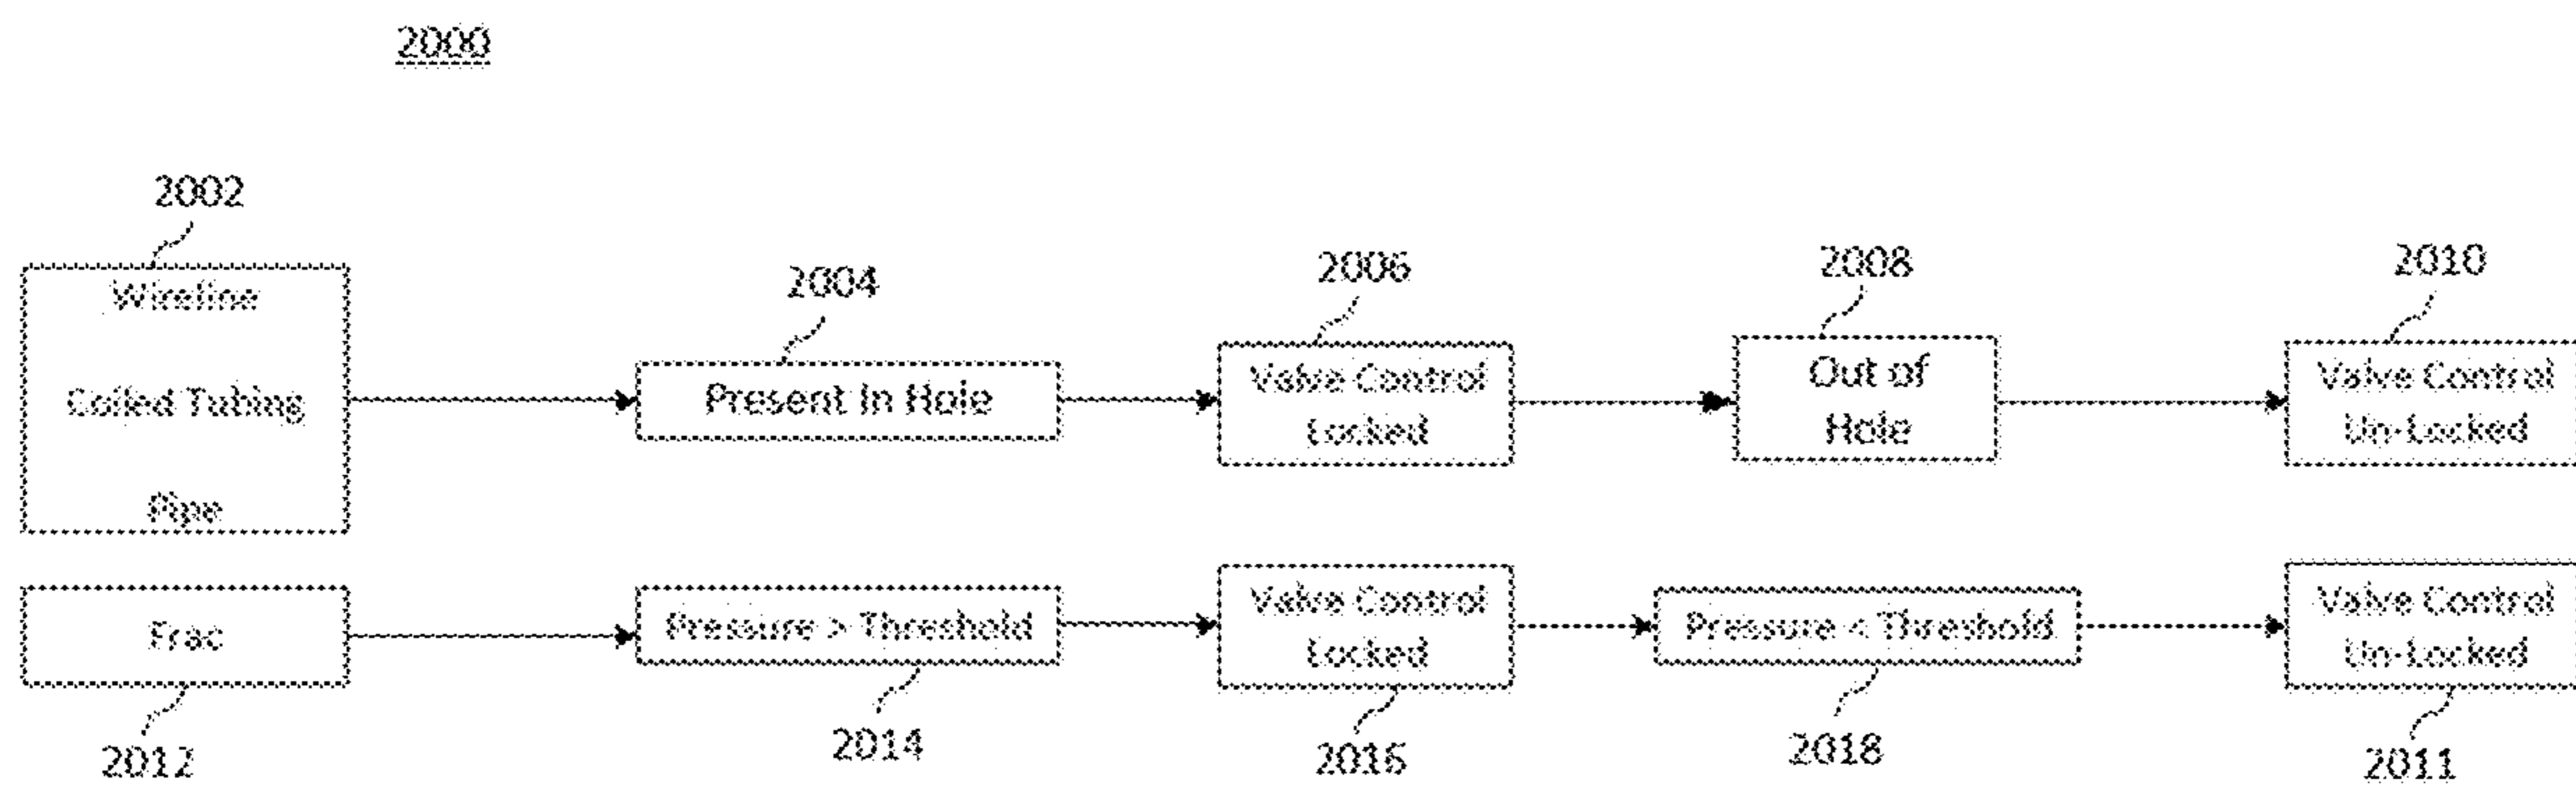 2000
2002
Wireline
Coiled Tubing
Pipe
2004
Present In Hole
2006
Valve Control
Locked
2008
Out of
Hole
2010
Valve Control
Un-Locked
Frac
2012
Pressure > Threshold
2014
Valve Control
Locked
2016
Pressure < Threshold
2018
Valve Control
Un-Locked
2011